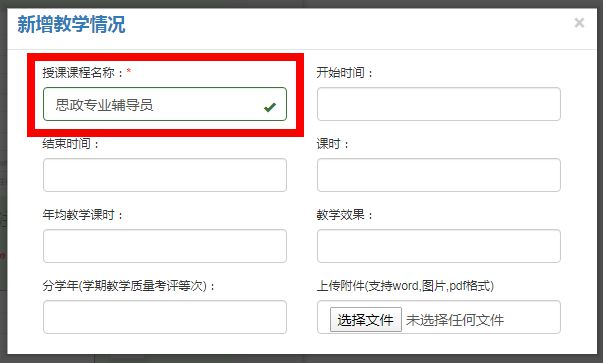 新增教学情况
×
授课课程名称：*
开始时间：
思政专业辅导员
结束时间：
课时：
年均教学课时：
教学效果：
分学年(学期教学质量考评等次)：
上传附件(支持word,图片,pdf格式)
选择文件 未选择任何文件